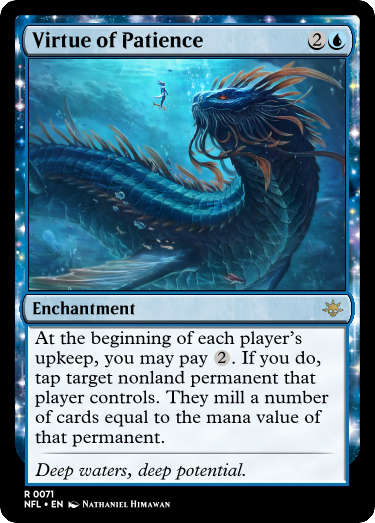 Virtue of Patience 2
Enchantment
At the beginning of each player's
upkeep, you may pay 2. If you do,
tap target nonland permanent that
player controls. They mill a number
of cards equal to the mana value of
that permanent.
Deep waters, deep potential.
R 0071
NFL • EN Nathaniel Himawan